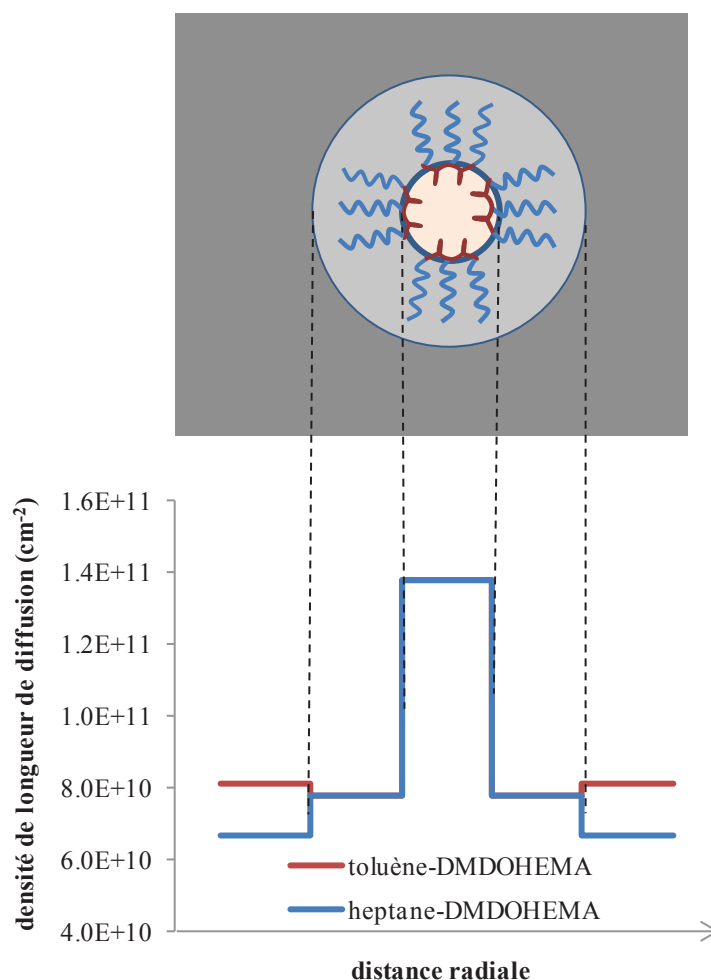 densité de longueur de diffusion (cm-2)
1.6E+11
1.4E+11
1.2E+11
1.0E+11
8.0E+10
6.0E+10
4.0E+10
toluène-DMDOHEMA
heptane-DMDOHEMA
distance radiale